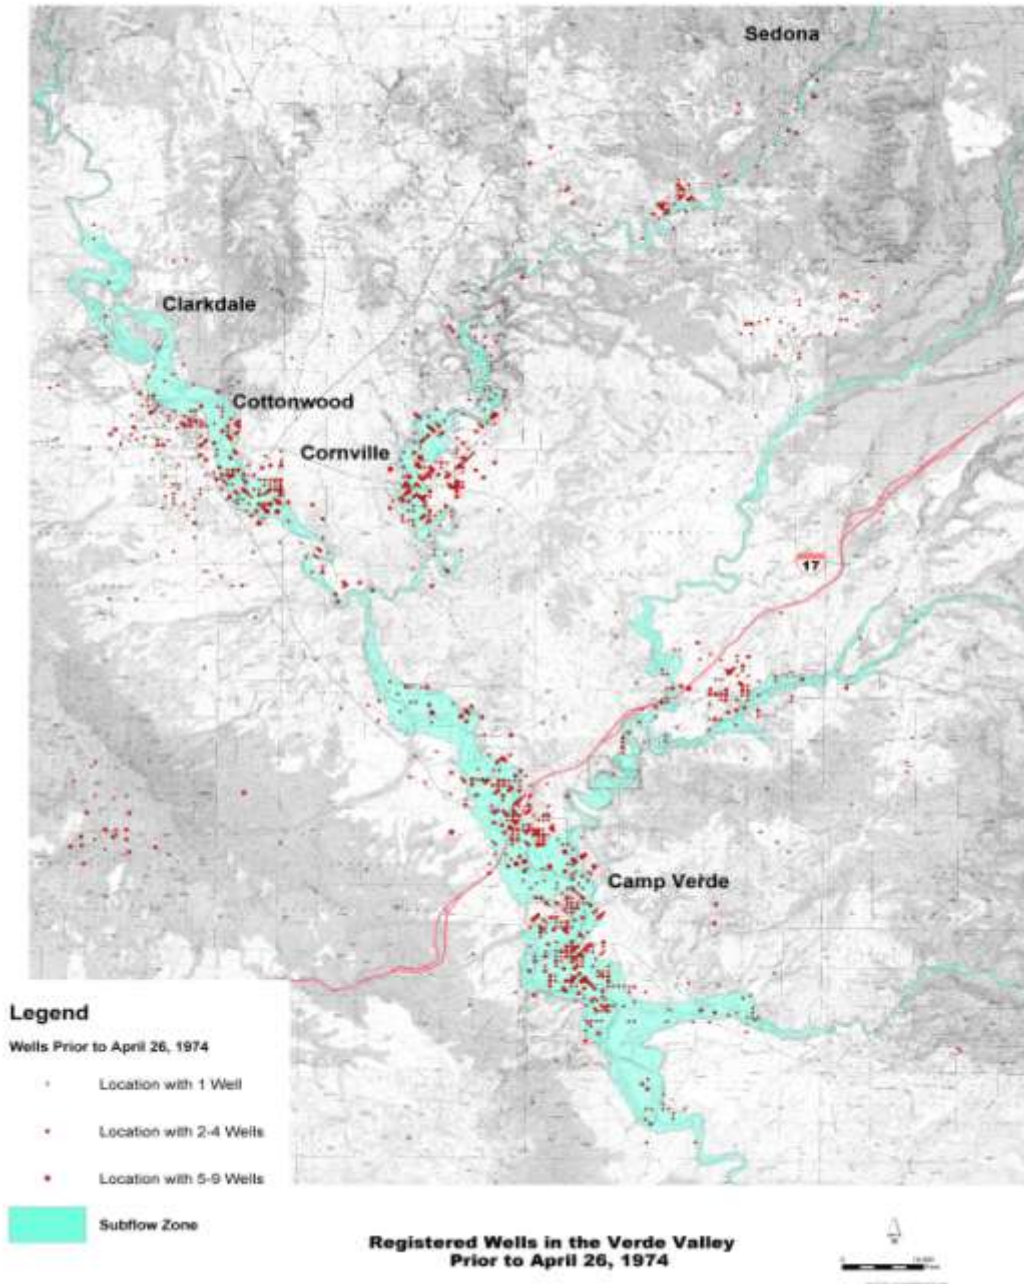 Sedona
Clarkdale
Cottonwood
Cornville
17
Camp Verde
Legend
Wells Prior to April 26, 1974
Location with 1 Well
Location with 2-4 Wells
Location with 5-9 Wells
Subflow Zone
Registered Wells in the Verde Valley
Prior to April 26, 1974